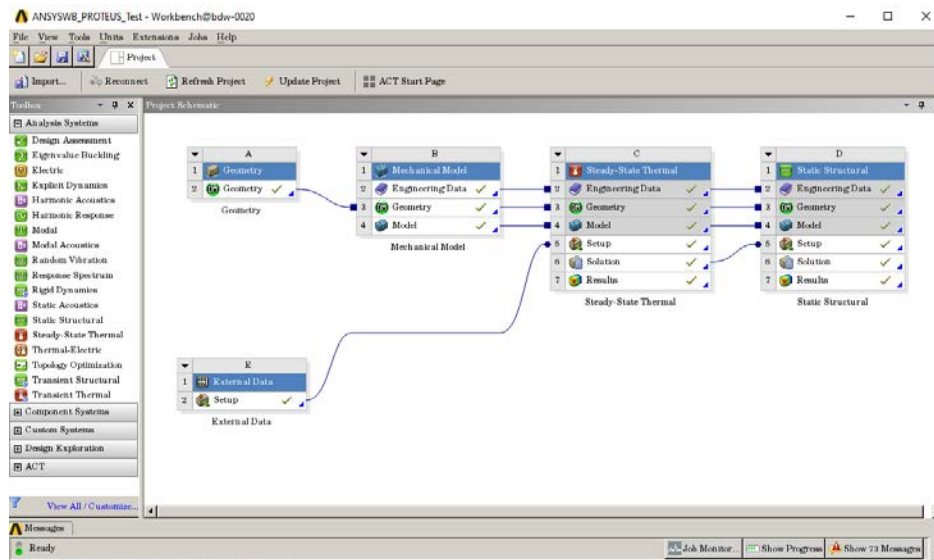 ANSYSWB_PROTEUS_Test - Workbench@bdw-0020
File View Tools Units Extensions Jobs Help
Project
Import... Reconnect Refresh Project Update Project ACT Start Page
Toolbox
Project Schematic
Analysis Systems
Design Assessment
Eigenvalue Buckling
Electric
Explicit Dynamics
Harmonic Acoustics
Harmonic Response
Modal
Modal Acoustics
Random Vibration
Response Spectrum
Rigid Dynamics
Static Acoustics
Static Structural
Steady-State Thermal
Thermal-Electric
Topology Optimization
Transient Structural
Transient Thermal
Component Systems
Custom Systems
Design Exploration
ACT
View All / Customize...
A
1 Geometry
2 Geometry
Geometry
B
1 Mechanical Model
2 Engineering Data
3 Geometry
4 Model
Mechanical Model
C
1 Steady-State Thermal
2 Engineering Data
3 Geometry
4 Model
5 Setup
6 Solution
7 Results
Steady-State Thermal
D
1 Static Structural
2 Engineering Data
3 Geometry
4 Model
5 Setup
6 Solution
7 Results
Static Structural
E
1 External Data
2 Setup
External Data
Messages
Ready
Job Monitor... Show Progress Show 73 Messages